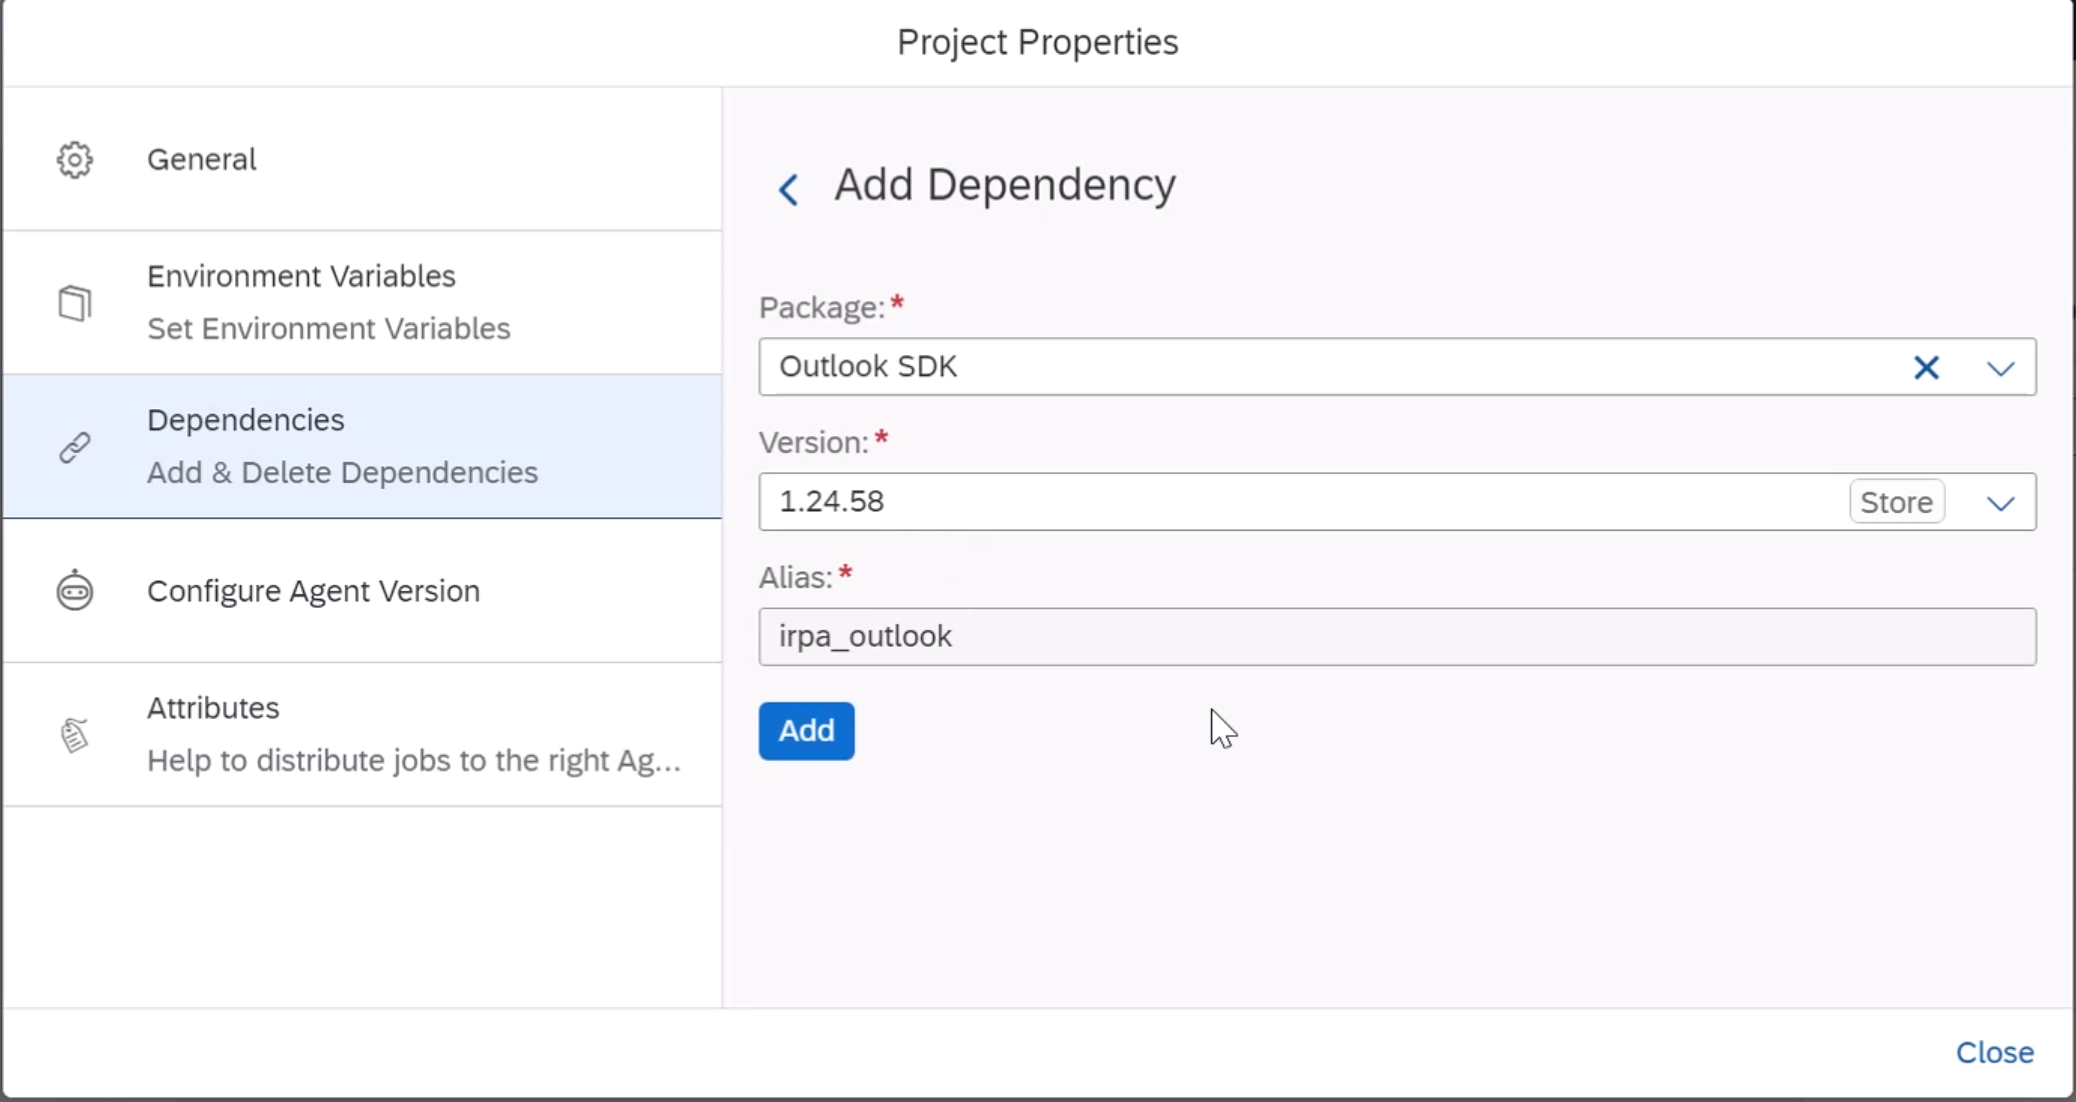 Project Properties
General
Environment Variables
Set Environment Variables
Dependencies
Add & Delete Dependencies
Configure Agent Version
Attributes
Help to distribute jobs to the right Ag...
Add Dependency
Package: *
Outlook SDK
Version: *
1.24.58
Store
Alias: *
irpa_outlook
Add
Close